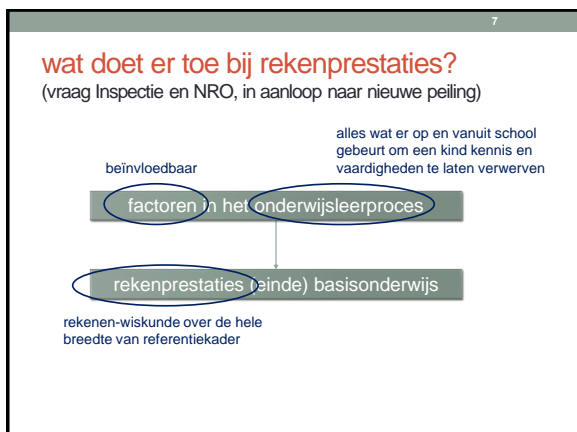 7
wat doet er toe bij rekenprestaties?
(vraag Inspectie en NRO, in aanloop naar nieuwe peiling)
alles wat er op en vanuit school
gebeurt om een kind kennis en
vaardigheden te laten verwerven
beïnvloedbaar
factoren in het onderwijsleerproces
rekenprestaties (einde) basisonderwijs
rekenen-wiskunde over de hele
breedte van referentiekader